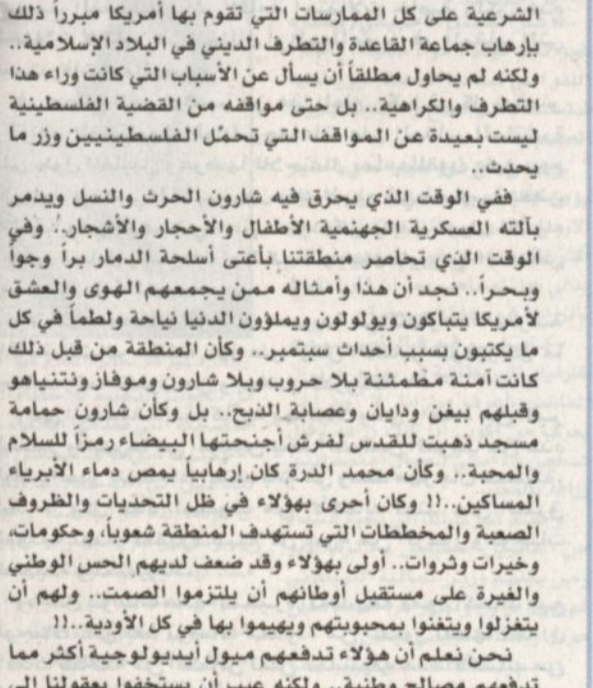 الشرعية على كل الممارسات التي تقوم بها أمريكا مبرراً ذلك
بإرهاب جماعة القاعدة والتطرف الديني في البلاد الإسلامية..
ولكنه لم يحاول مطلقاً أن يسأل عن الأسباب التي كانت وراء هذا
التطرف والكراهية.. بل حتى مواقفه من القضية الفلسطينية
ليست بعيدة عن المواقف التي تحمّل الفلسطينيين وزر ما
يحدث..
ففي الوقت الذي يحرق فيه شارون الحرث والنسل ويدمر
بآلته العسكرية الجهنمية الأطفال والأحجار والأشجار. وفي
الوقت الذي تحاصر منطقتنا بأعتى أسلحة الدمار براً وجواً
وبحراً.. نجد أن هذا وأمثاله ممن يجمعهم الهوى والعشق
لأمريكا يتباكون ويولولون ويملؤون الدنيا نياحة ولطماً في كل
ما يكتبون بسبب أحداث سبتمبر.. وكأن المنطقة من قبل ذلك
كانت آمنة مطمئنة بلا حروب وبلا شارون وموفاز ونتنياهو
وقبلهم بيغن ودايان وعصابة الذبح.. بل وكأن شارون حمامة
مسجد ذهبت للقدس لفرش أجنحتها البيضاء رمزاً للسلام
والمحبة.. وكأن محمد الدرة كان إرهابياً يمص دماء الأبرياء
المساكين..!! وكان أحرى بهؤلاء في ظل التحديات والظروف
الصعبة والمخططات التي تستهدف المنطقة شعوباً، وحكومات،
وخيرات وثروات.. أولى بهؤلاء وقد ضعف لديهم الحس الوطني
والغيرة على مستقبل أوطانهم أن يلتزموا الصمت.. ولهم أن
يتغزلوا ويتغنوا بمحبوبتهم ويهيموا بها في كل الأودية..!!
نحن نعلم أن هؤلاء تدفعهم ميول أيديولوجية أكثر مما
تدفعهم مصالح وطنية.. ولكنه عيب أن يستخفوا بعقولنا إلى